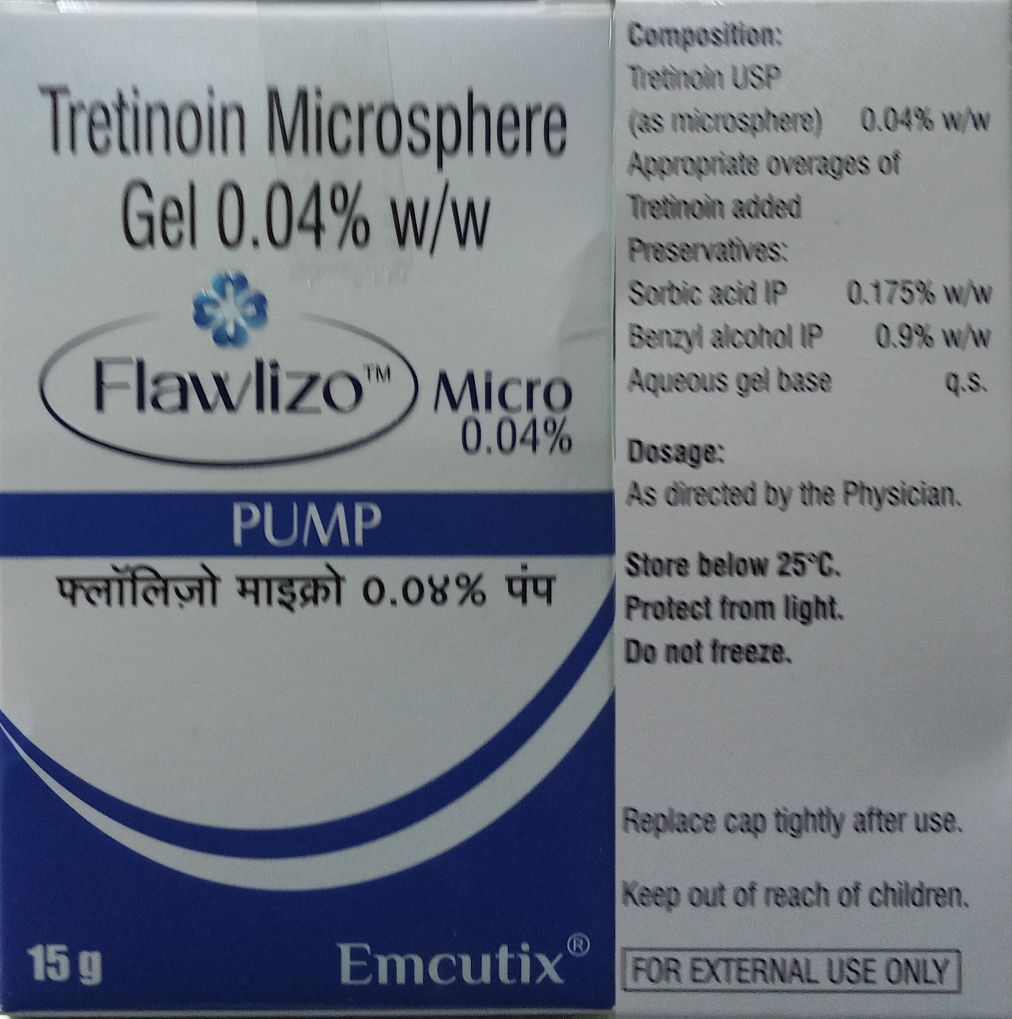 Tretinoin Microsphere
Gel 0.04% w/w
Flawlizo™ Micro
0.04%
PUMP
फ्लॉलिज़ो माइक्रो 0.०४% पंप
15 g
Emcutix®
Composition:
Tretinoin USP
(as microsphere) 0.04% w/w
Appropriate overages of
Tretinoin added
Preservatives:
Sorbic acid IP 0.175% w/w
Benzyl alcohol IP 0.9% w/w
Aqueous gel base q.s.
Dosage:
As directed by the Physician.
Store below 25°C.
Protect from light.
Do not freeze.
Replace cap tightly after use.
Keep out of reach of children.
FOR EXTERNAL USE ONLY